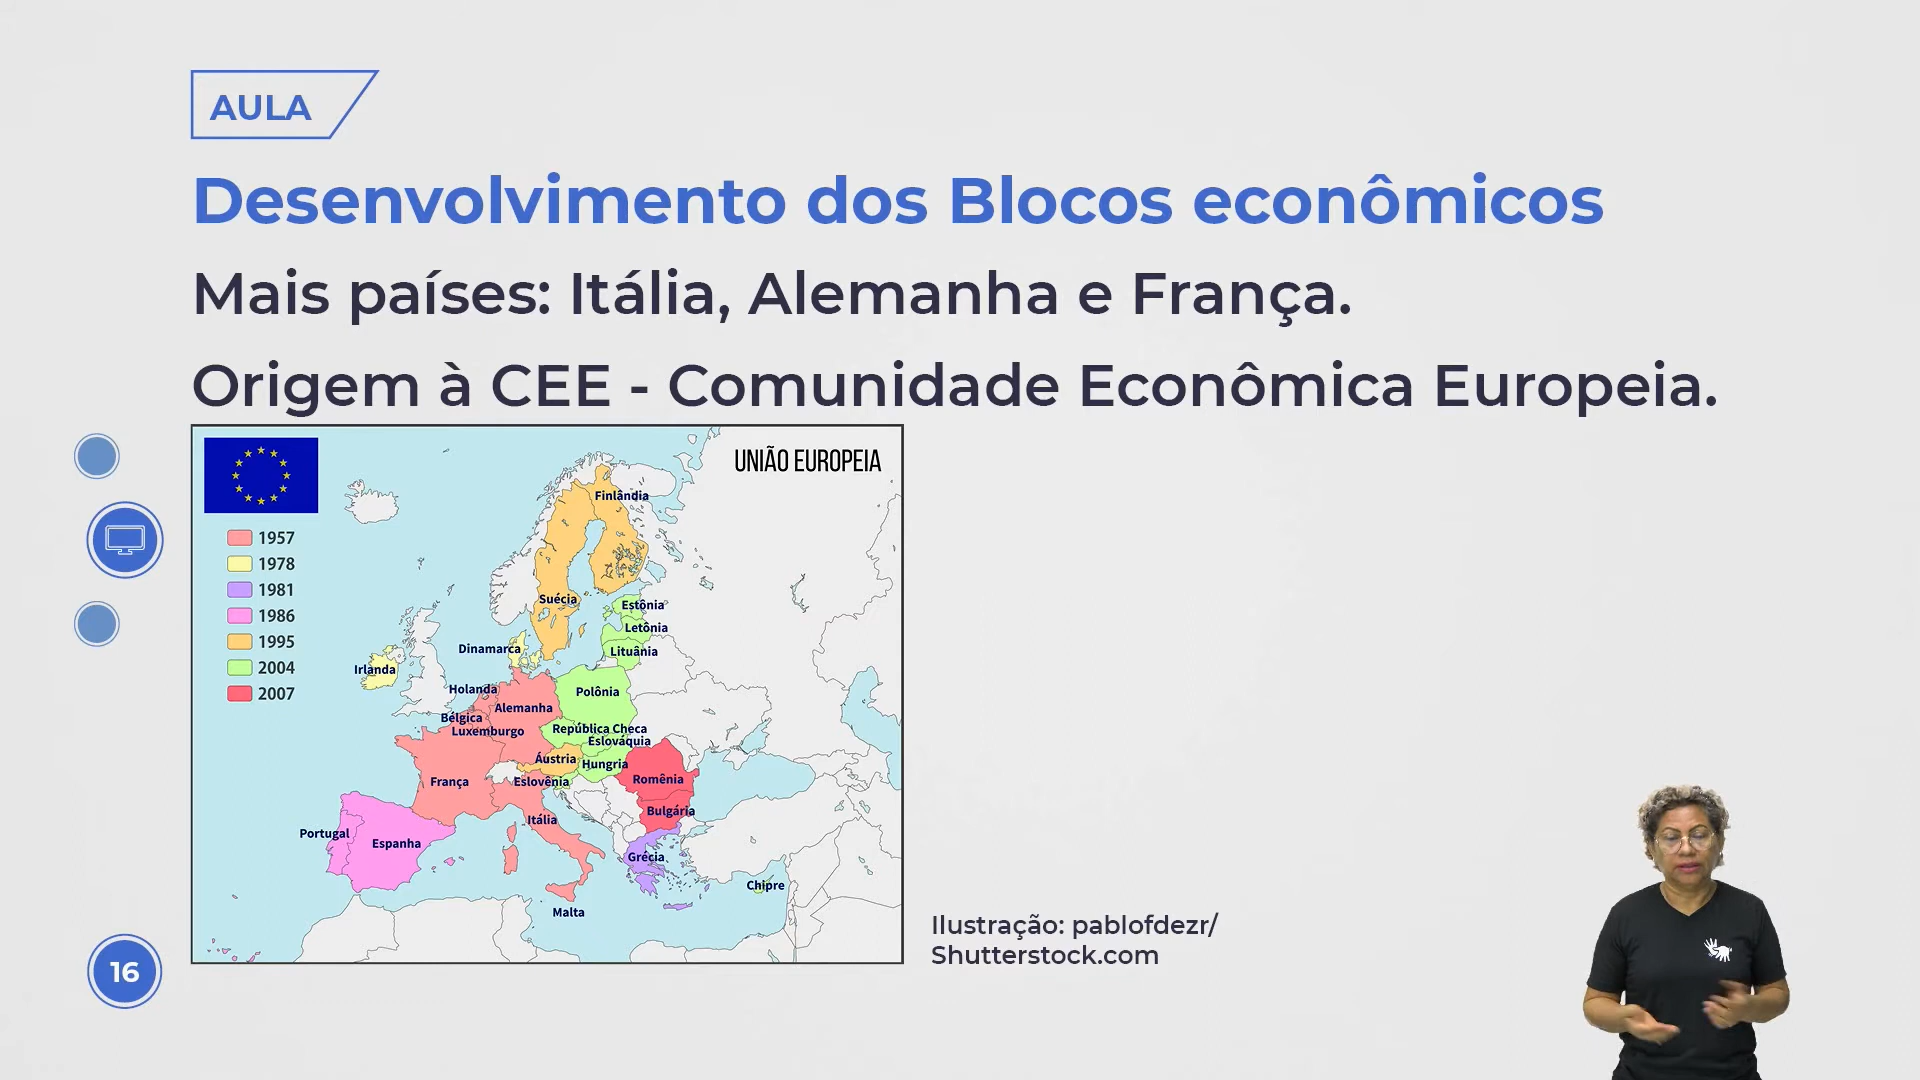 AULA
Desenvolvimento dos Blocos econômicos
Mais países: Itália, Alemanha e França.
Origem à CEE - Comunidade Econômica Europeia.
UNIÃO EUROPEIA
1957
1978
1981
1986
1995
2004
2007
Finlândia
Suécia
Estônia
Letônia
Lituânia
Dinamarca
Irlanda
Holanda
Polônia
Alemanha
Bélgica
Luxemburgo
República Checa
Eslováquia
Áustria
Hungria
França
Eslovênia
Romênia
Bulgária
Itália
Portugal
Espanha
Grécia
Chipre
Malta
Ilustração: pablofdezr/
Shutterstock.com
16